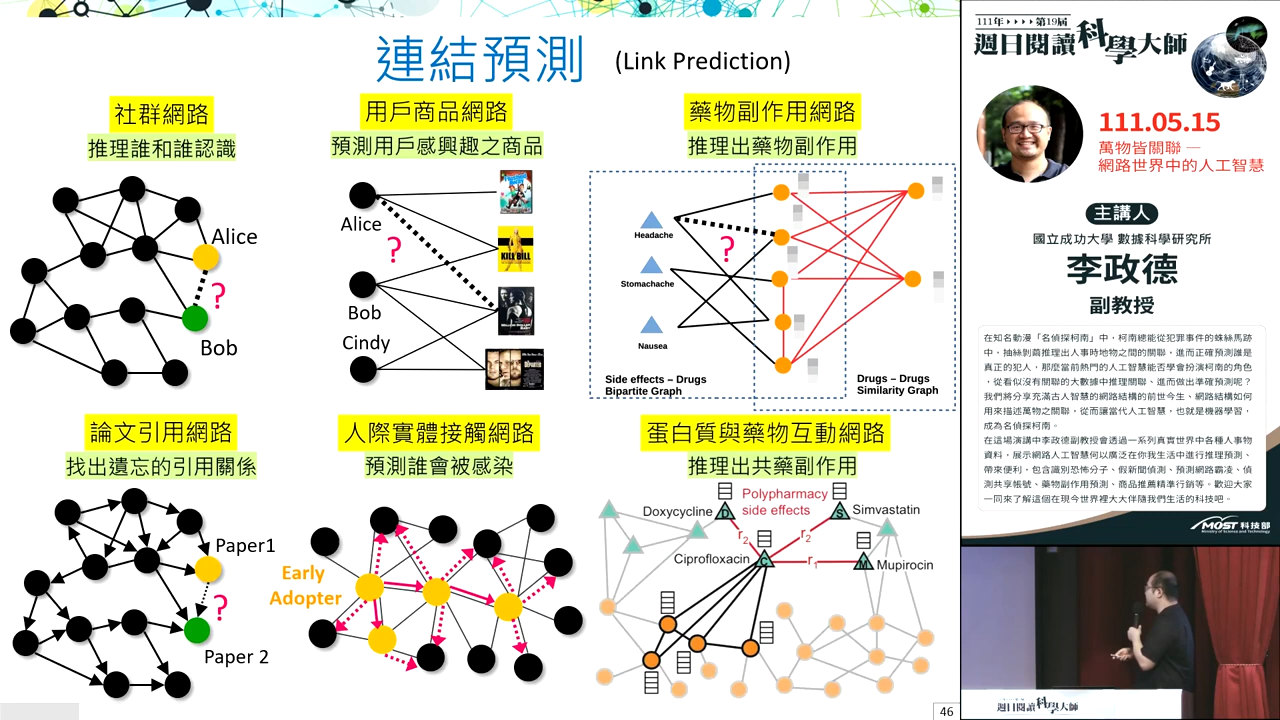 連結預測 (Link Prediction)
社群網路
推理誰和誰認識
Alice
?
Bob
用戶商品網路
預測用戶感興趣之商品
Alice
?
Bob
Cindy
KILL BILL
藥物副作用網路
推理出藥物副作用
Headache
?
Stomachache
Nausea
Side effects – Drugs
Bipartite Graph
Drugs – Drugs
Similarity Graph
論文引用網路
找出遺忘的引用關係
Paper1
?
Paper 2
人際實體接觸網路
預測誰會被感染
Early
Adopter
蛋白質與藥物互動網路
推理出共藥副作用
Polypharmacy
side effects
Doxycycline
D
S
Simvastatin
r2
r2
Ciprofloxacin
C
r1
M
Mupirocin
46
111年 第19屆
週日閱讀科學大師
111.05.15
萬物皆關聯 —
網路世界中的人工智慧
主講人
國立成功大學 數據科學研究所
李政德
副教授
在知名動漫「名偵探柯南」中，柯南總能從犯罪事件的蛛絲馬跡
中，抽絲剝繭推理出人事時地物之間的關聯，進而正確預測誰是
真正的犯人，那麼當前熱門的人工智慧能否學會扮演柯南的角色
，從看似沒有關聯的大數據中推理關聯、進而做出準確預測呢？
我們將分享充滿古人智慧的網路結構的前世今生、網路結構如何
用來描述萬物之關聯，從而讓當代人工智慧，也就是機器學習，
成為名偵探柯南。
在這場演講中李政德副教授會透過一系列真實世界中各種人事物
資料，展示網路人工智慧何以廣泛在你我生活中進行推理預測、
帶來便利，包含識別恐怖分子、假新聞偵測、預測網路霸凌、偵
測共享帳號、藥物副作用預測、商品推薦精準行銷等。歡迎大家
一同來了解這個在現今世界裡大大伴隨我們生活的科技吧。
MOST 科技部
Ministry of Science and Technology
週日閱讀科學大師